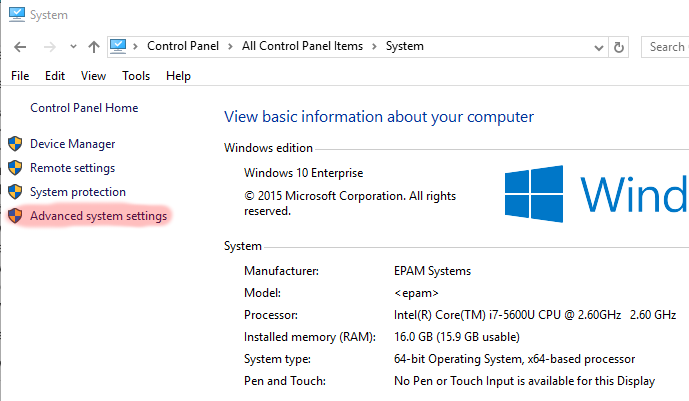 System
Control Panel > All Control Panel Items > System
Search
File Edit View Tools Help
Control Panel Home
Device Manager
Remote settings
System protection
Advanced system settings
View basic information about your computer
Windows edition
Windows 10 Enterprise
© 2015 Microsoft Corporation. All rights
reserved.
Wind
System
Manufacturer: EPAM Systems
Model: <epam>
Processor: Intel(R) Core(TM) i7-5600U CPU @ 2.60GHz 2.60 GHz
Installed memory (RAM): 16.0 GB (15.9 GB usable)
System type: 64-bit Operating System, x64-based processor
Pen and Touch: No Pen or Touch Input is available for this Display